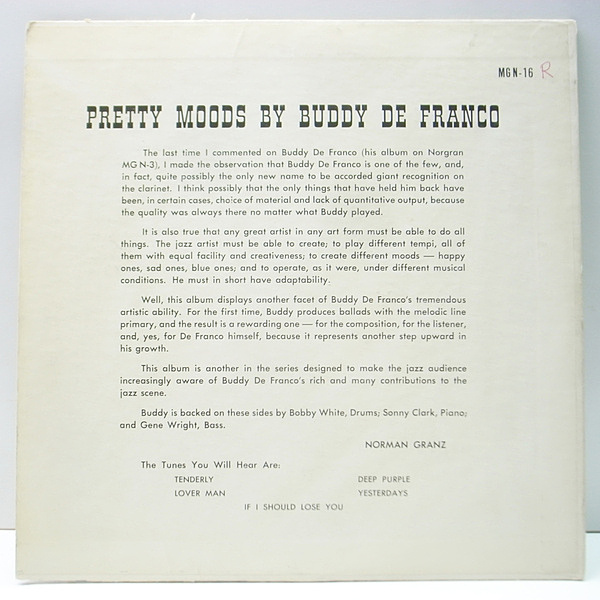 MG N-16 R
PRETTY MOODS BY BUDDY DE FRANCO
The last time I commented on Buddy De Franco (his album on Norgran
MG N-3), I made the observation that Buddy De Franco is one of the few, and,
in fact, quite possibly the only new name to be accorded giant recognition on
the clarinet. I think possibly that the only things that have held him back have
been, in certain cases, choice of material and lack of quantitative output, because
the quality was always there no matter what Buddy played.
It is also true that any great artist in any art form must be able to do all
things. The jazz artist must be able to create; to play different tempi, all of
them with equal facility and creativeness; to create different moods — happy
ones, sad ones, blue ones; and to operate, as it were, under different musical
conditions. He must in short have adaptability.
Well, this album displays another facet of Buddy De Franco's tremendous
artistic ability. For the first time, Buddy produces ballads with the melodic line
primary, and the result is a rewarding one — for the composition, for the listener,
and, yes, for De Franco himself, because it represents another step upward in
his growth.
This album is another in the series designed to make the jazz audience
increasingly aware of Buddy De Franco's rich and many contributions to the
jazz scene.
Buddy is backed on these sides by Bobby White, Drums; Sonny Clark, Piano;
and Gene Wright, Bass.
NORMAN GRANZ
The Tunes You Will Hear Are:
TENDERLY DEEP PURPLE
LOVER MAN YESTERDAYS
IF I SHOULD LOSE YOU